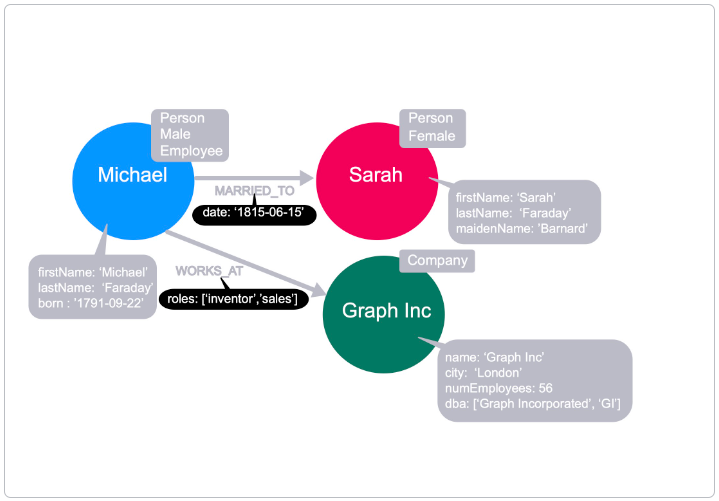 Person
Male
Employee
Michael
MARRIED_TO
date: ‘1815-06-15’
Person
Female
Sarah
firstName: ‘Sarah’
lastName: ‘Faraday’
maidenName: ’Barnard’
firstName: ‘Michael’
lastName: ‘Faraday’
born : ‘1791-09-22’
WORKS_AT
roles: [‘inventor’,’sales’]
Company
Graph Inc
name: ‘Graph Inc’
city: ‘London’
numEmployees: 56
dba: [‘Graph Incorporated’, ‘GI’]